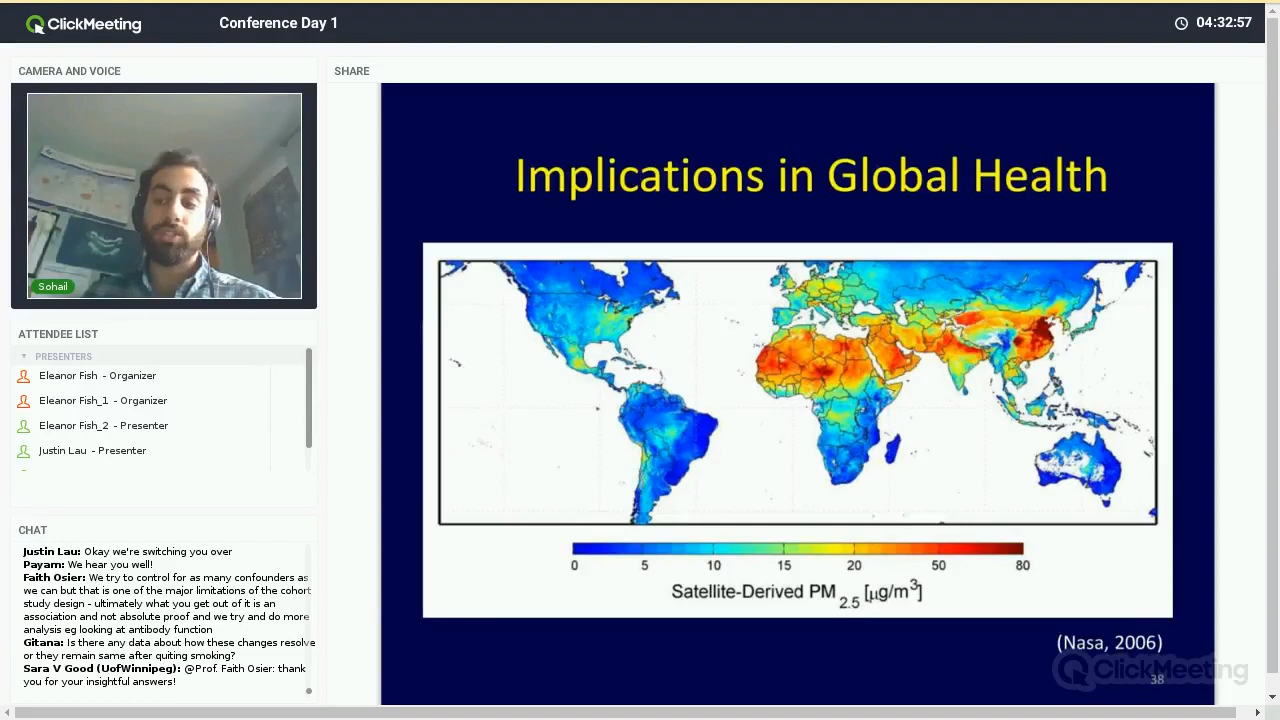 ClickMeeting
Conference Day 1
04:32:57
CAMERA AND VOICE
Sohail
ATTENDEE LIST
PRESENTERS
Eleanor Fish - Organizer
Eleanor Fish_1 - Organizer
Eleanor Fish_2 - Presenter
Justin Lau - Presenter
CHAT
Justin Lau: Okay we're switching you over
Payam: We hear you well!
Faith Osier: We try to control for as many confounders as
we can but that is one of the major limitations of the cohort
study design - ultimately what you get out of it is an
association and not absolute proof and we try and do more
analysis eg looking at antibody function
Gitana: Is there any data about how these changes resolve
or they remain same after quiting smoking?
Sara V Good (UofWinnipeg): @Prof. Faith Osier: thank
you for your insightful answers!
SHARE
Implications in Global Health
0 5 10 15 20 50 80
Satellite-Derived PM 2.5 [µg/m3]
(Nasa, 2006)
ClickMeeting
38